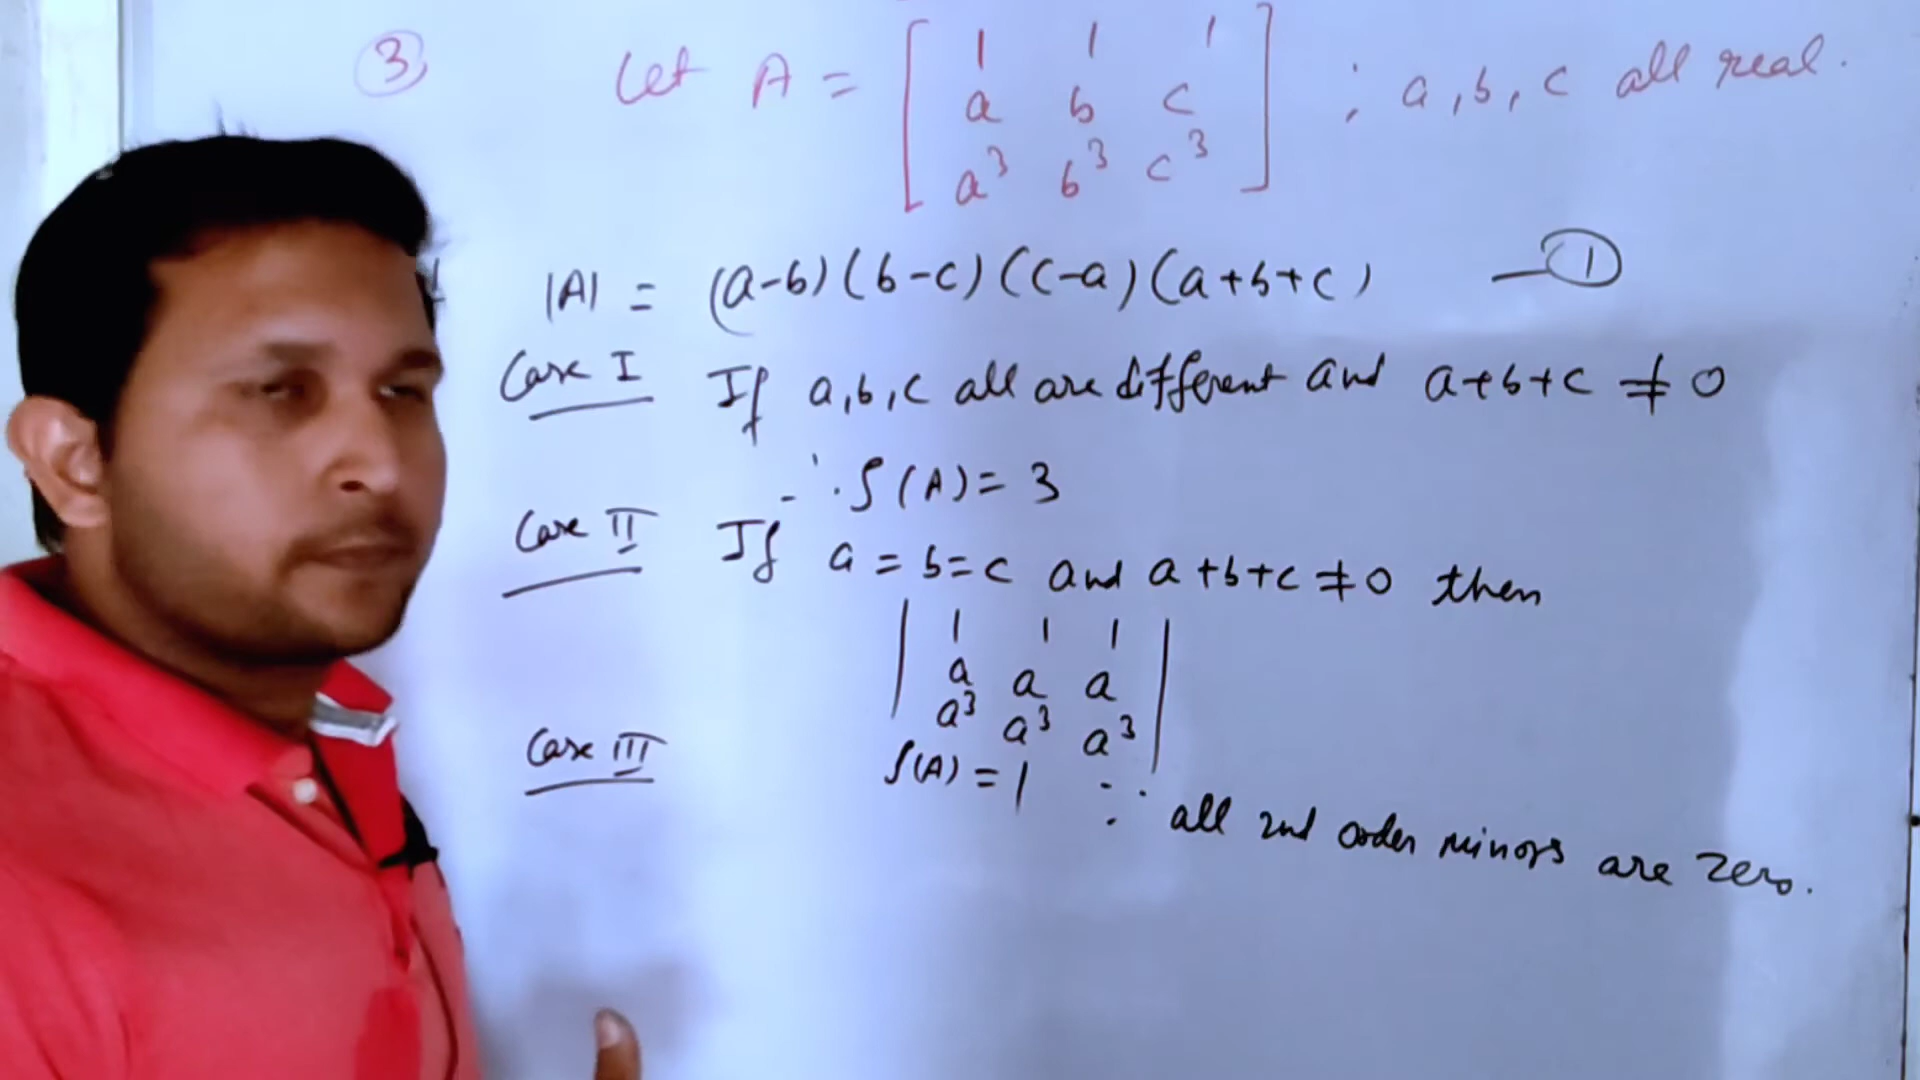 ③ Let A = [ 1 1 1 ; a, b, c all real.
a b c
a³ b³ c³ ]
|A| = (a-b)(b-c)(c-a)(a+b+c) —①
Case I If a, b, c all are different and a+b+c ≠ 0
∴ ρ(A) = 3
Case II If a = b = c and a+b+c ≠ 0 then
| 1 1 1 |
a a a
a³ a³ a³
ρ(A) = 1 ∵ all 2nd order minors are zero.
Case III